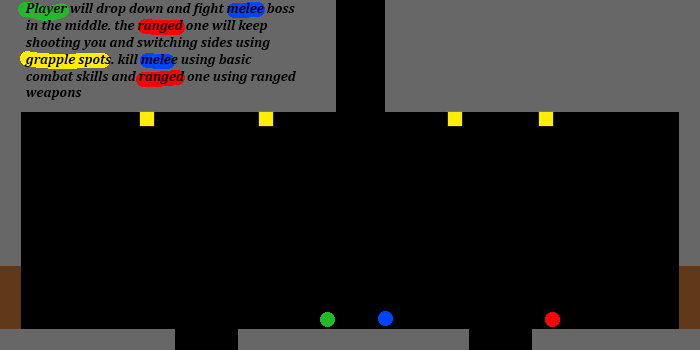 Player will drop down and fight melee boss
in the middle. the ranged one will keep
shooting you and switching sides using
grapple spots. kill melee using basic
combat skills and ranged one using ranged
weapons